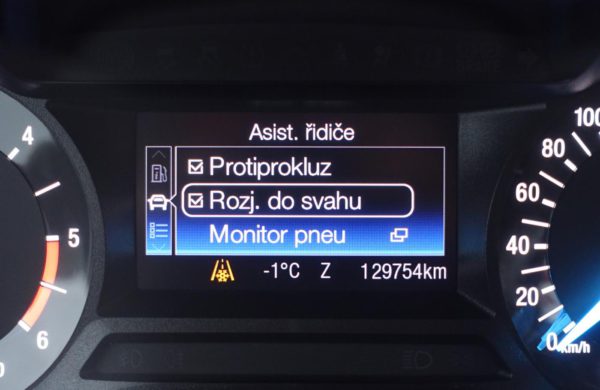 Asist. řidiče
Protiprokluz
Rozj. do svahu
Monitor pneu
-1°C Z 129754km
4
5
6
100
80
60
40
20
0
km/h